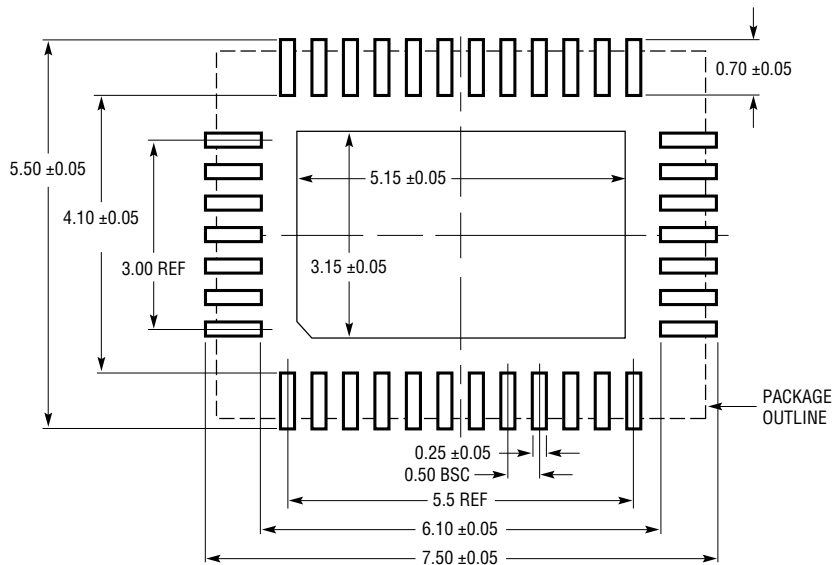 0.70 ±0.05
5.50 ±0.05
5.15 ±0.05
4.10 ±0.05
3.00 REF
3.15 ±0.05
PACKAGE
OUTLINE
0.25 ±0.05
0.50 BSC
5.5 REF
6.10 ±0.05
7.50 ±0.05